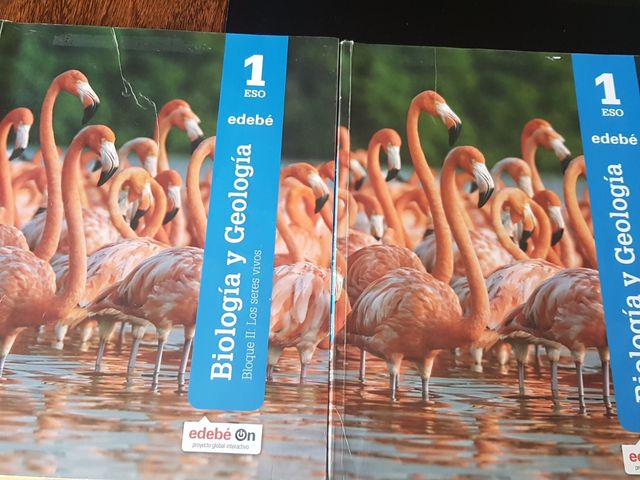 1
ESO
edebé
Biología y Geología
Bloque II: Los seres vivos
edebé On
proyecto global interactivo
1
ESO
edebé
Biología y Geología
ed